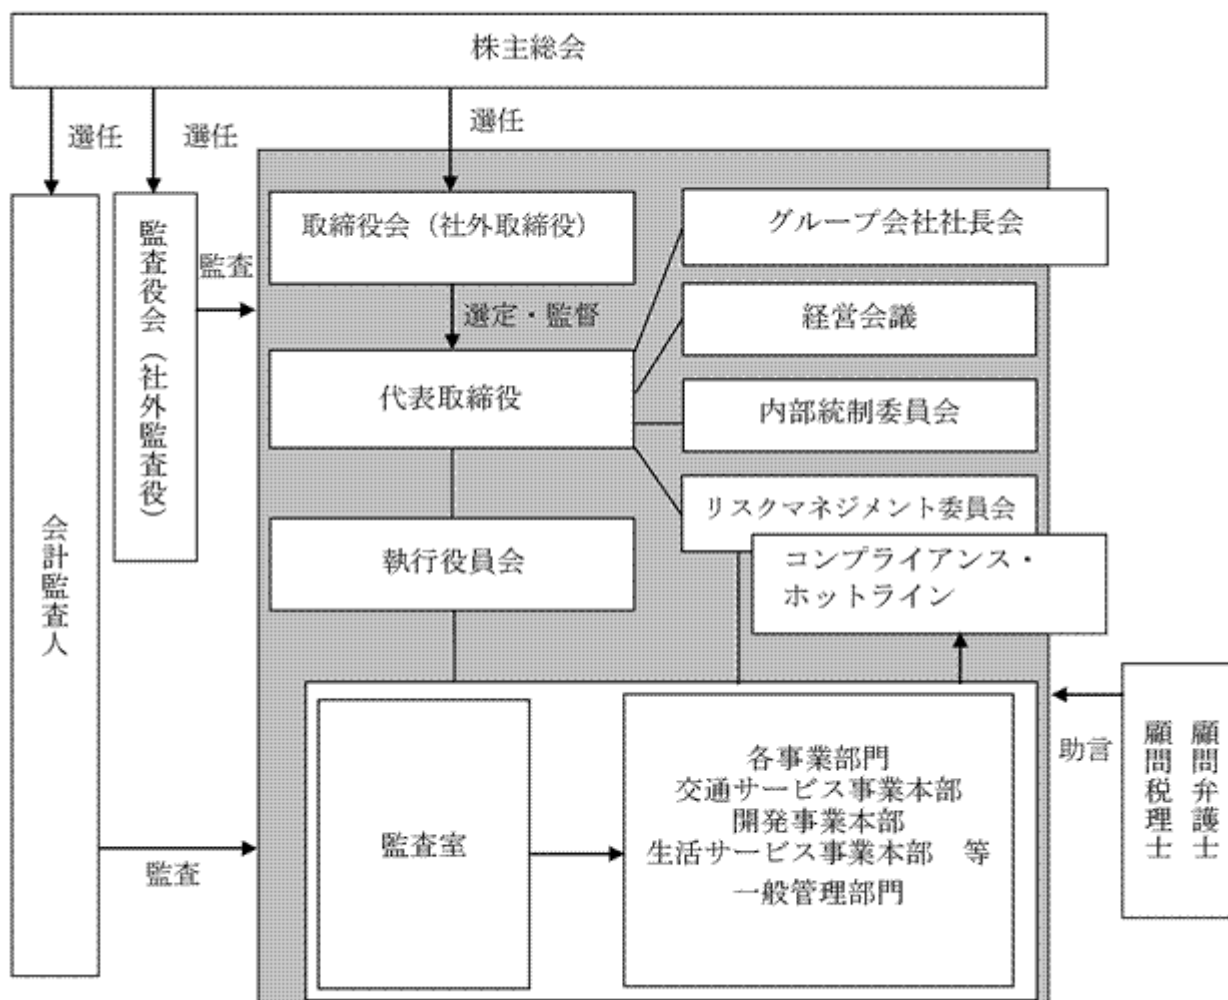 株主総会
選任
選任
選任
取締役会（社外取締役）
グループ会社社長会
監査役会（社外監査役）
監査
選定・監督
経営会議
代表取締役
内部統制委員会
リスクマネジメント委員会
会計監査人
執行役員会
コンプライアンス・
ホットライン
顧問弁護士
顧問税理士
助言
監査室
各事業部門
交通サービス事業本部
開発事業本部
生活サービス事業本部　等
一般管理部門
監査